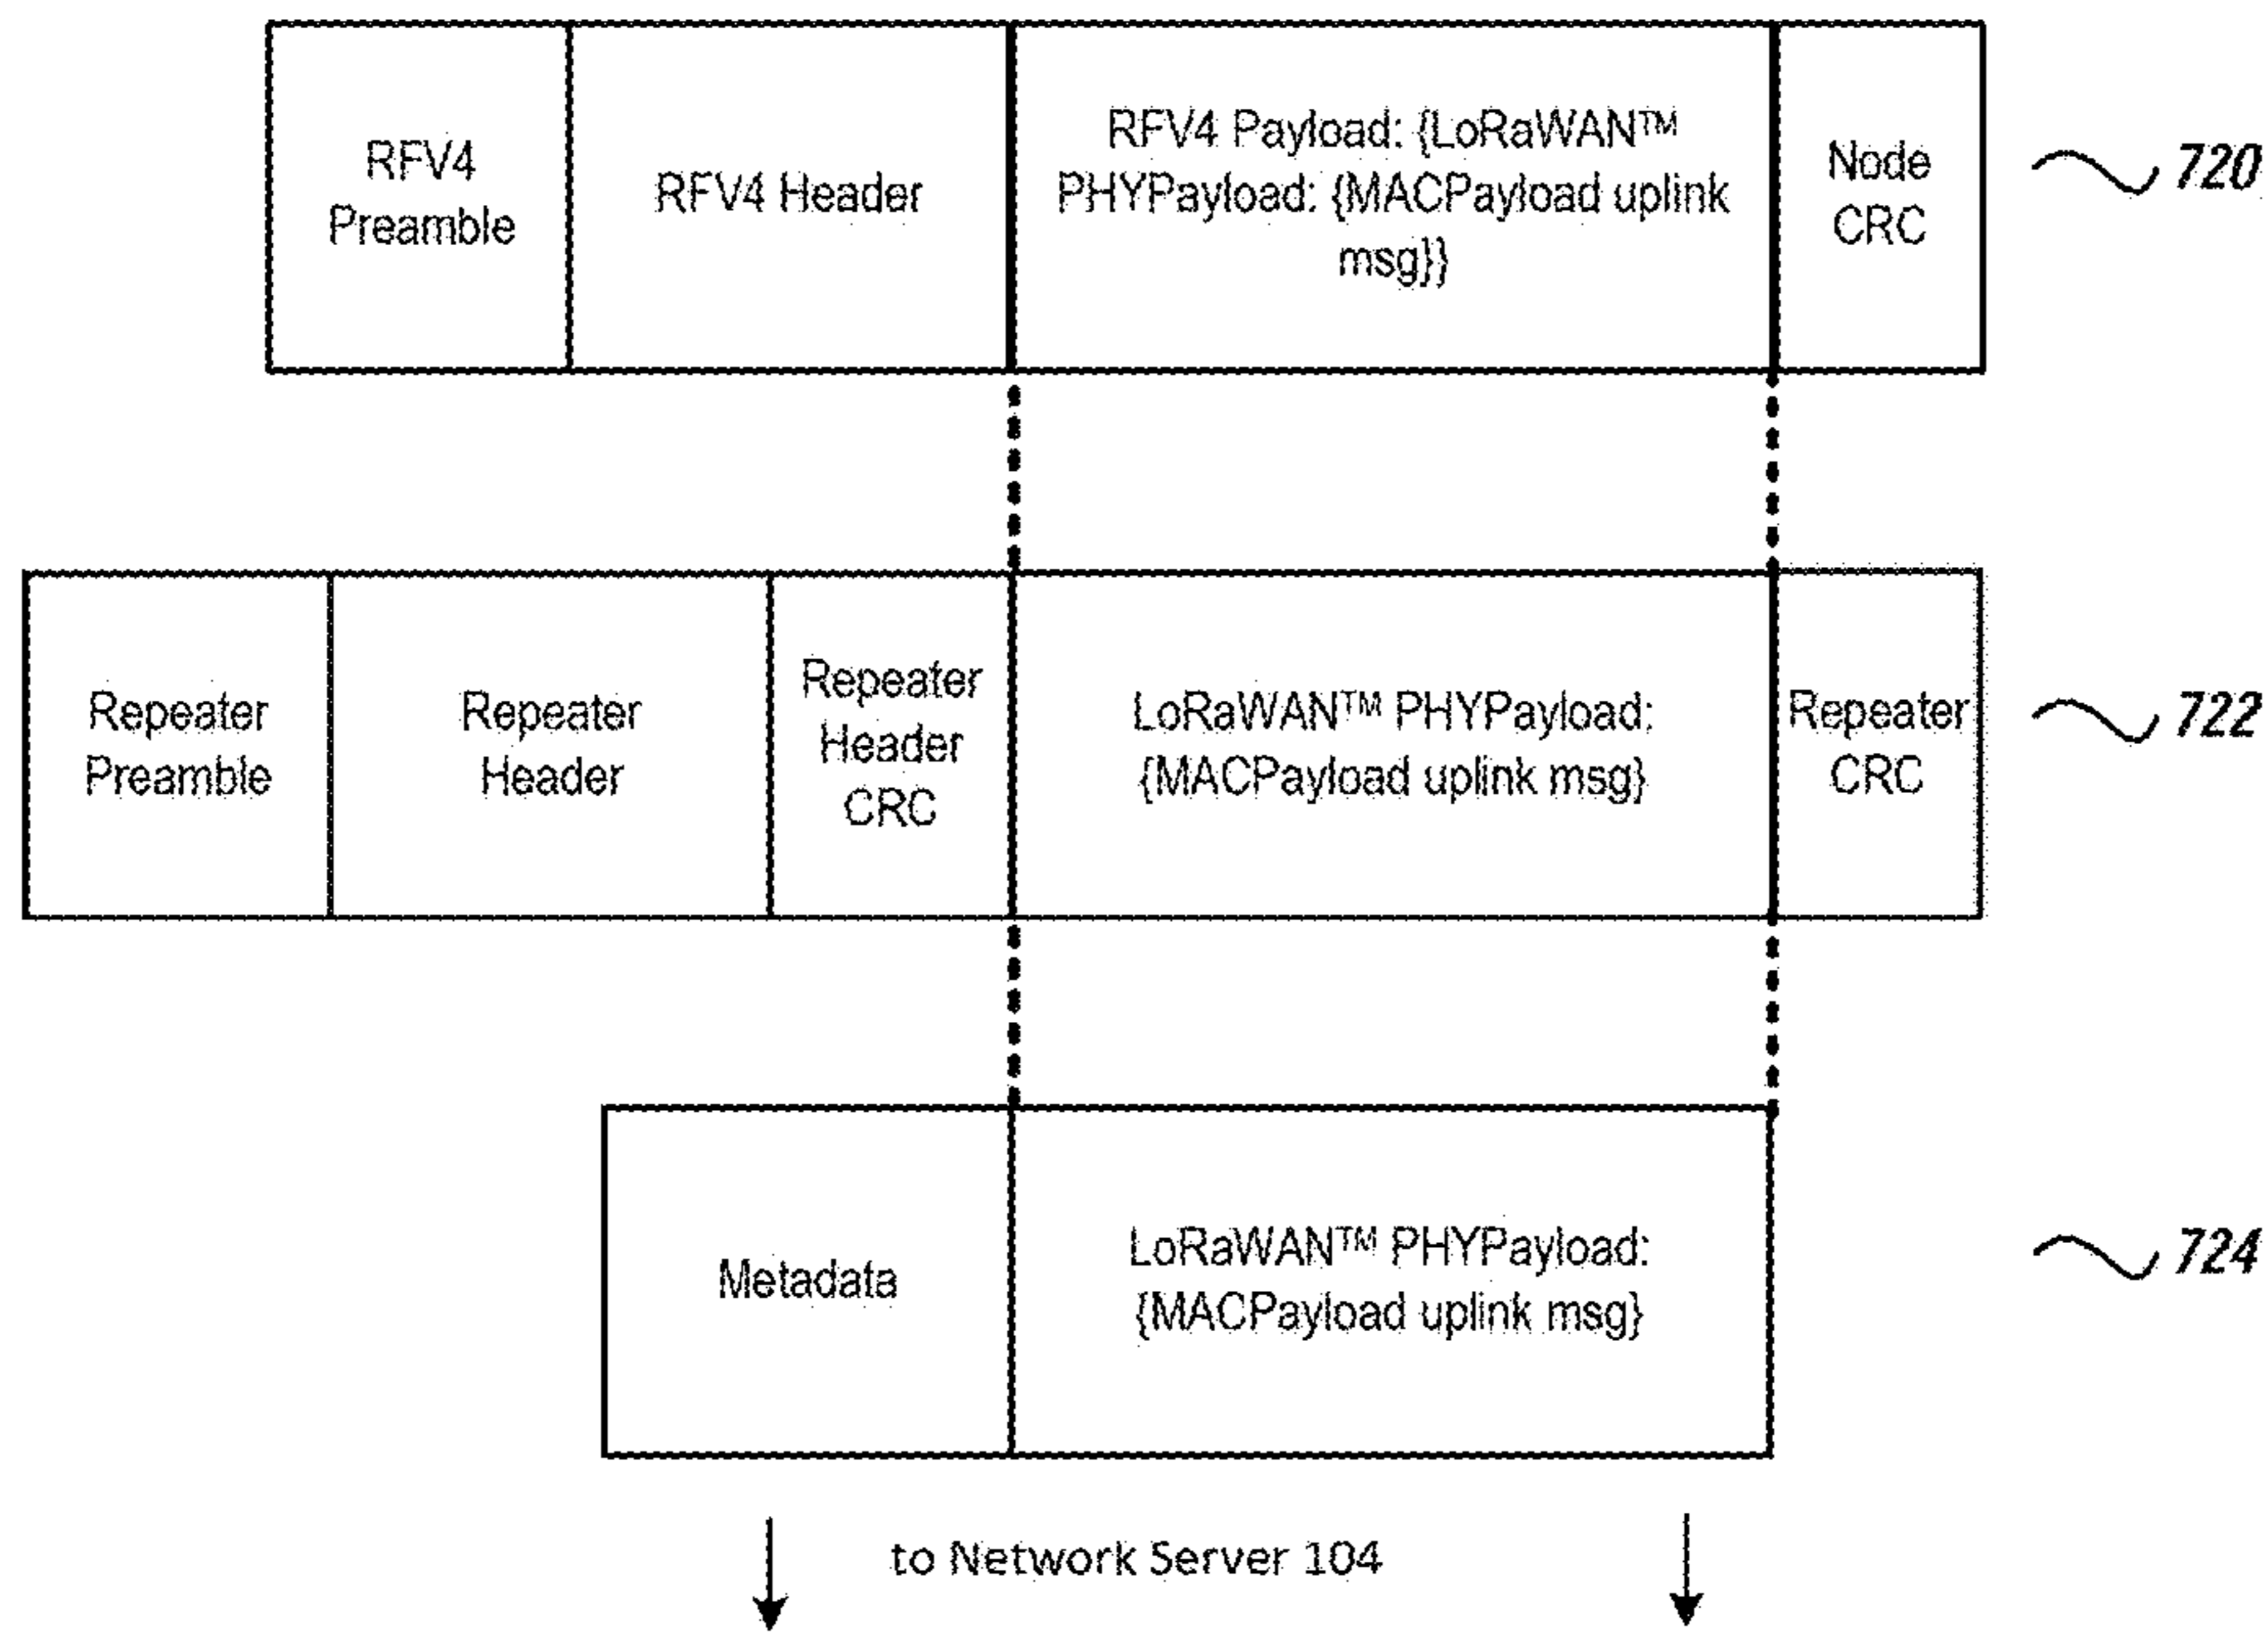 RFV4
Preamble
RFV4 Header
RFV4 Payload: {LoRaWAN™
PHYPayload: {MACPayload uplink
msg}}
Node
CRC
720
Repeater
Preamble
Repeater
Header
Repeater
Header
CRC
LoRaWAN™ PHYPayload:
{MACPayload uplink msg}
Repeater
CRC
722
Metadata
LoRaWAN™ PHYPayload:
{MACPayload uplink msg}
724
to Network Server 104